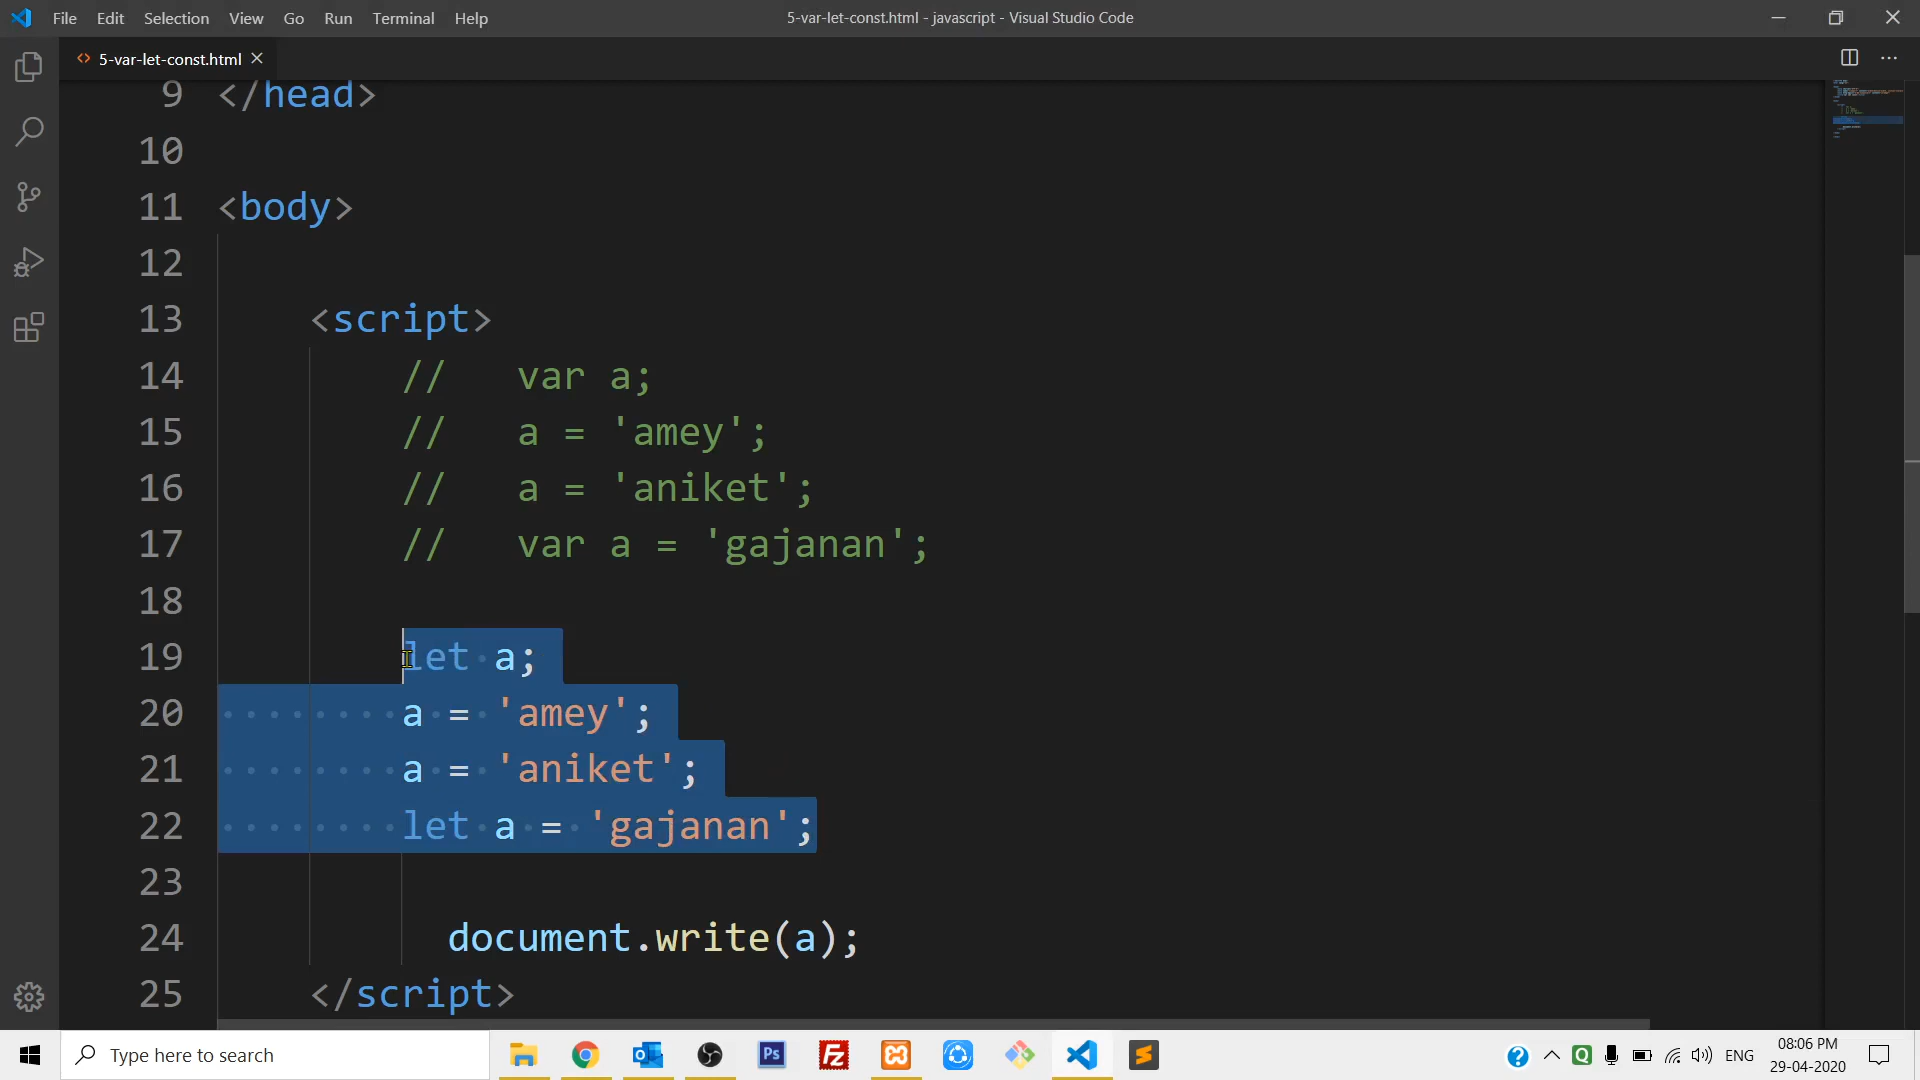 File Edit Selection View Go Run Terminal Help 5-var-let-const.html - javascript - Visual Studio Code
5-var-let-const.html
9 </head>
10
11 <body>
12
13 <script>
14 // var a;
15 // a = 'amey';
16 // a = 'aniket';
17 // var a = 'gajanan';
18
19 let a;
20 a = 'amey';
21 a = 'aniket';
22 let a = 'gajanan';
23
24 document.write(a);
25 </script>
Type here to search
Ps
Fz
ENG
08:06 PM
29-04-2020